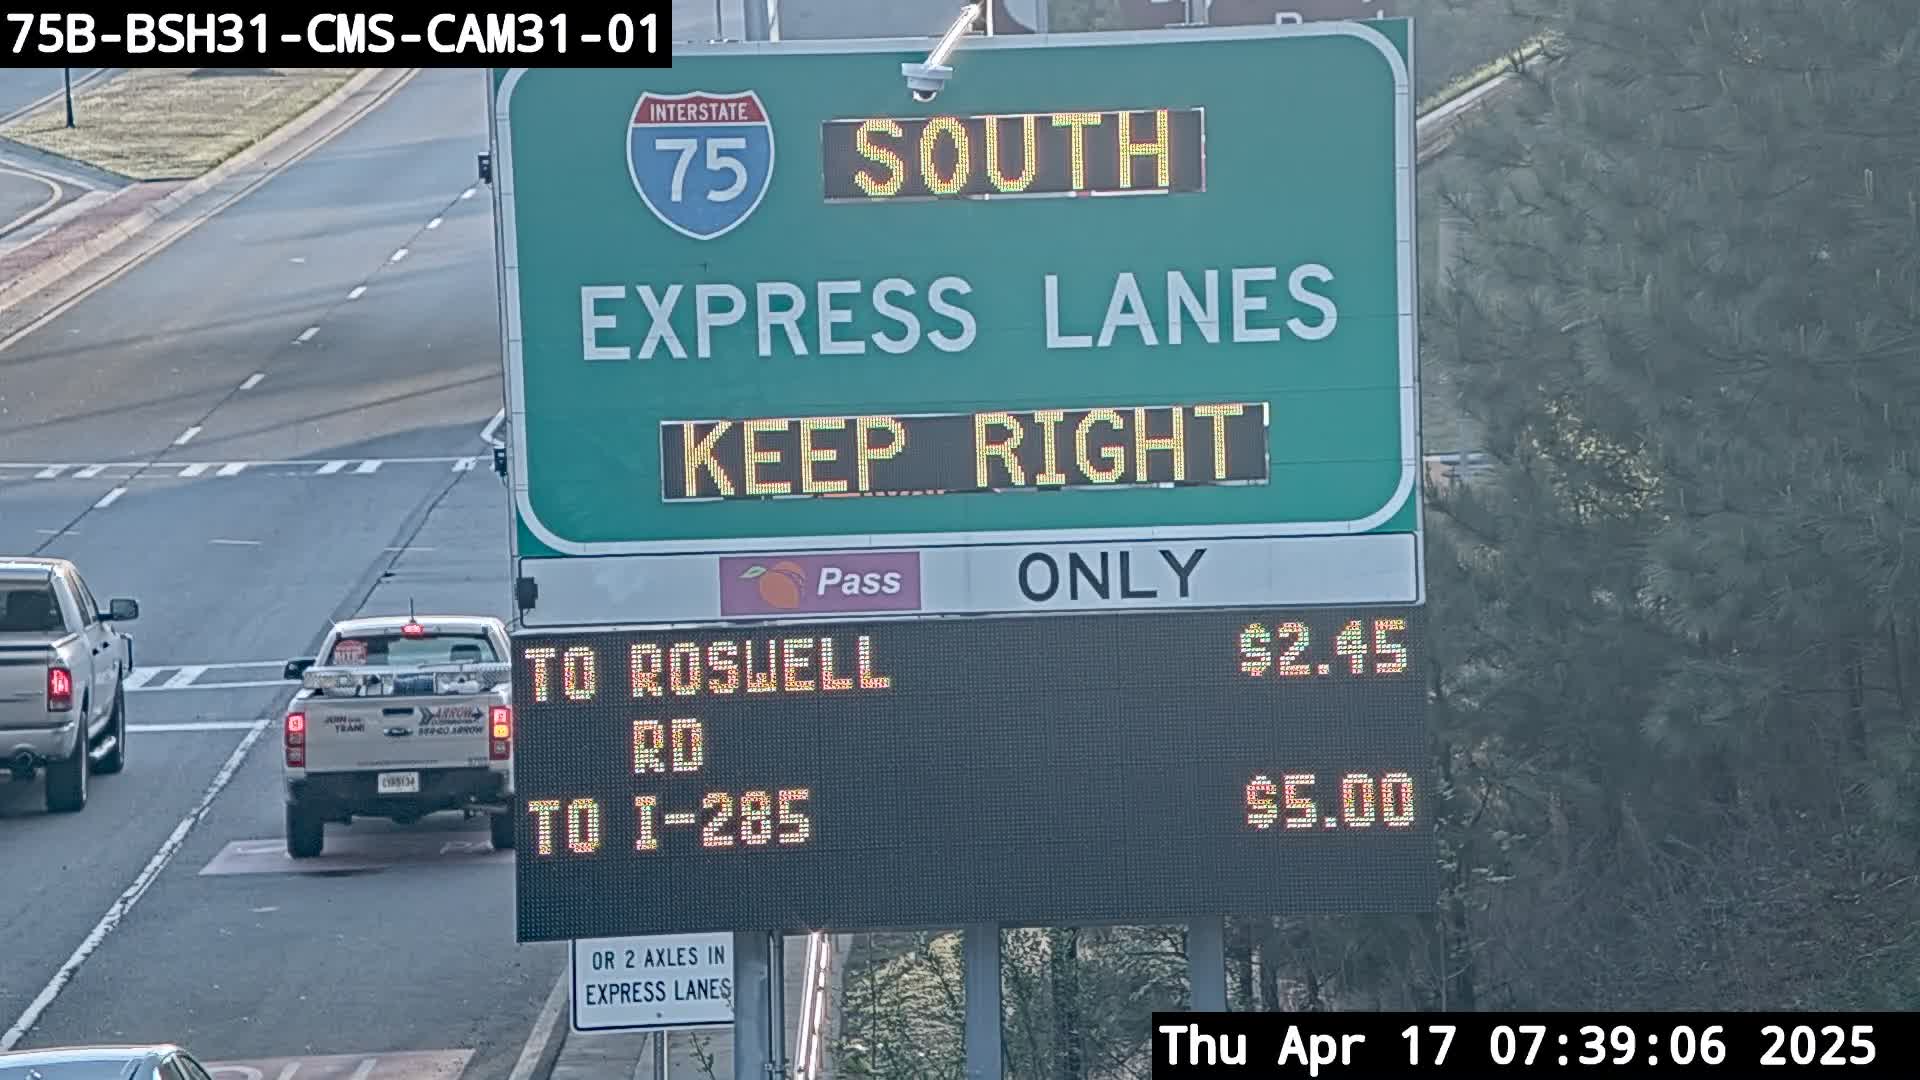 75B-BSH31-CMS-CAM31-01
INTERSTATE
75
SOUTH
EXPRESS LANES
KEEP RIGHT
Pass
ONLY
TO ROSWELL $2.45
RD
TO I-285 $5.00
ARROW
OR 2 AXLES IN
EXPRESS LANES
Thu Apr 17 07:39:06 2025